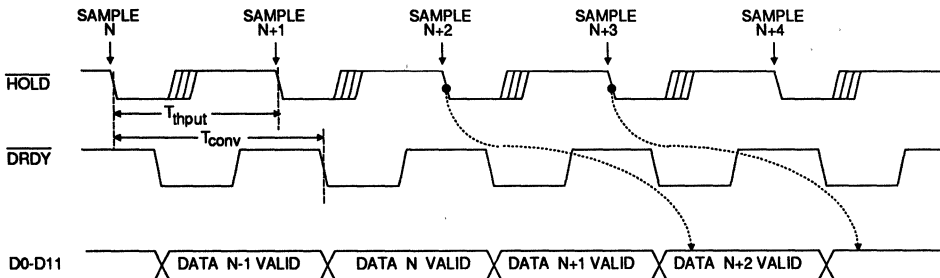 SAMPLE N
SAMPLE N+1
SAMPLE N+2
SAMPLE N+3
SAMPLE N+4
HOLD
Tthput
Tconv
DRDY
D0-D11
DATA N-1 VALID
DATA N VALID
DATA N+1 VALID
DATA N+2 VALID